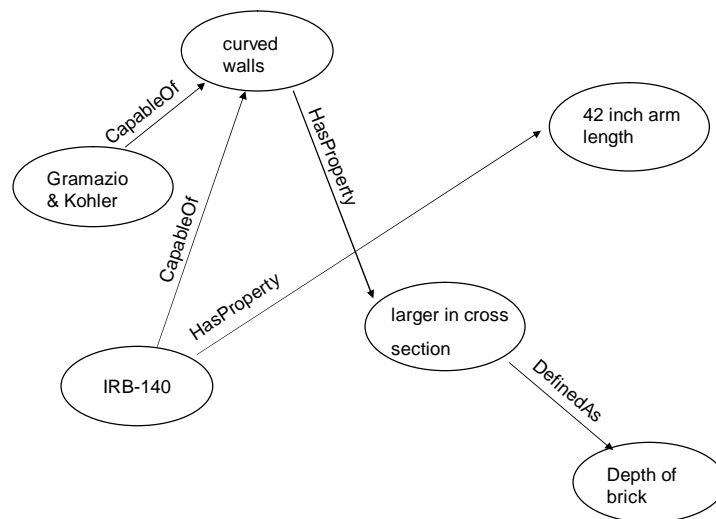 curved
walls
CapableOf
HasProperty
42 inch arm
length
Gramazio
& Kohler
CapableOf
HasProperty
larger in cross
section
IRB-140
DefinedAs
Depth of
brick